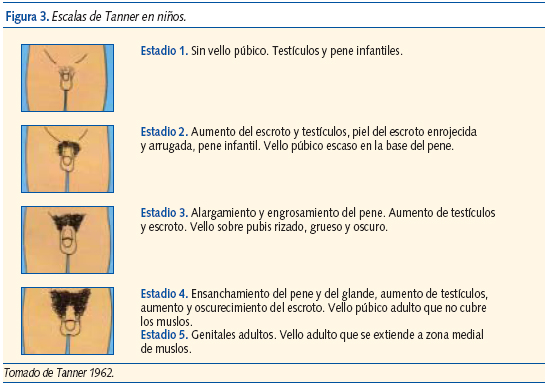 Figura 3. Escalas de Tanner en niños.
Estadio 1. Sin vello púbico. Testículos y pene infantiles.
Estadio 2. Aumento del escroto y testículos, piel del escroto enrojecida
y arrugada, pene infantil. Vello púbico escaso en la base del pene.
Estadio 3. Alargamiento y engrosamiento del pene. Aumento de testículos
y escroto. Vello sobre pubis rizado, grueso y oscuro.
Estadio 4. Ensanchamiento del pene y del glande, aumento de testículos,
aumento y oscurecimiento del escroto. Vello púbico adulto que no cubre
los muslos.
Estadio 5. Genitales adultos. Vello adulto que se extiende a zona medial
de muslos.
Tomado de Tanner 1962.